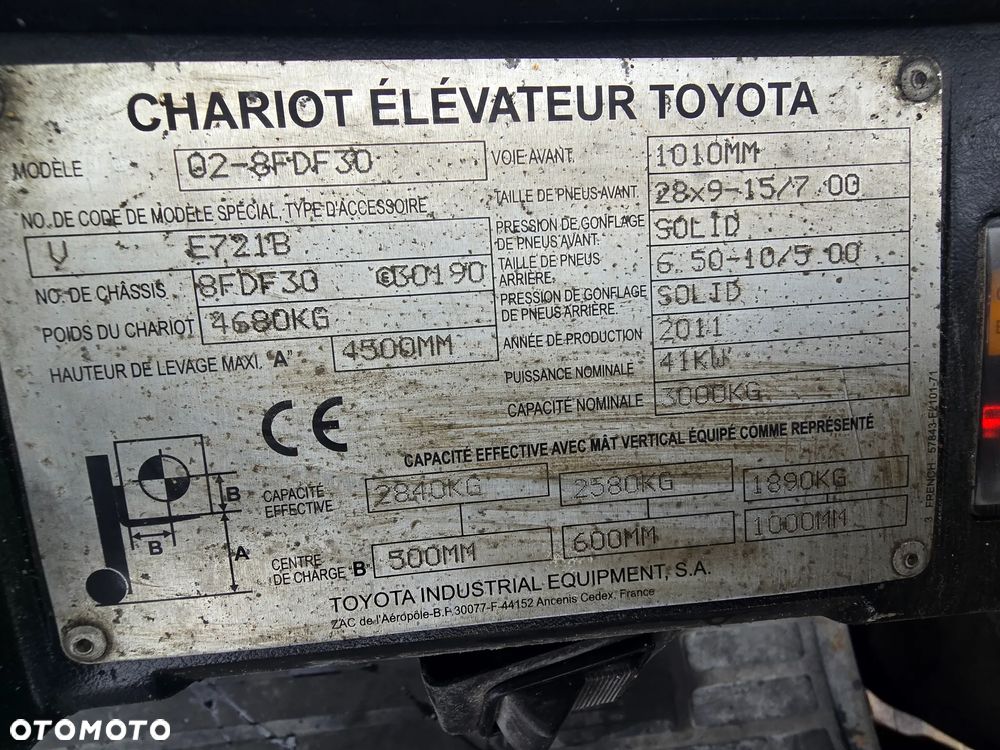 CHARIOT ÉLÉVATEUR TOYOTA
MODÈLE 02-8FDF30
NO. DE CODE DE MODÈLE SPÉCIAL, TYPE D'ACCESSOIRE
V E721B
NO. DE CHÂSSIS 8FDF30 30190
POIDS DU CHARIOT 4680KG
HAUTEUR DE LEVAGE MAXI. A 4500MM
VOIE AVANT. 1010MM
TAILLE DE PNEUS AVANT. 28x9-15/7.00
PRESSION DE GONFLAGE
DE PNEUS AVANT. SOLID
TAILLE DE PNEUS
ARRIÈRE. 6.50-10/5.00
PRESSION DE GONFLAGE
DE PNEUS ARRIÈRE. SOLID
ANNÉE DE PRODUCTION 2011
PUISSANCE NOMINALE 41KW
CAPACITÉ NOMINALE 3000KG
CE
CAPACITÉ EFFECTIVE AVEC MÂT VERTICAL ÉQUIPÉ COMME REPRÉSENTÉ
CAPACITÉ
EFFECTIVE 2840KG 2580KG 1890KG
CENTRE
DE CHARGE B 500MM 600MM 1000MM
B
B
A
TOYOTA INDUSTRIAL EQUIPMENT, S.A.
ZAC de l'Aéropôle-B.P.30077-F-44152 Ancenis Cedex, France
3 FRENCH 101-71
OTOMOTO